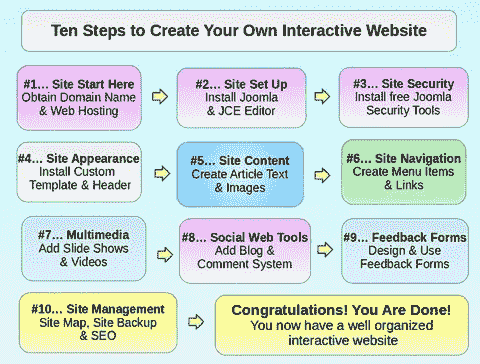 Ten Steps to Create Your Own Interactive Website
#1... Site Start Here
Obtain Domain Name
& Web Hosting
#2... Site Set Up
Install Joomla
& JCE Editor
#3... Site Security
Install free Joomla
Security Tools
#4... Site Appearance
Install Custom
Template & Header
#5... Site Content
Create Article Text
& Images
#6... Site Navigation
Create Menu Items
& Links
#7... Multimedia
Add Slide Shows
& Videos
#8... Social Web Tools
Add Blog &
Comment System
#9... Feedback Forms
Design & Use
Feedback Forms
#10... Site Management
Site Map, Site Backup
& SEO
Congratulations! You Are Done!
You now have a well organized
interactive website